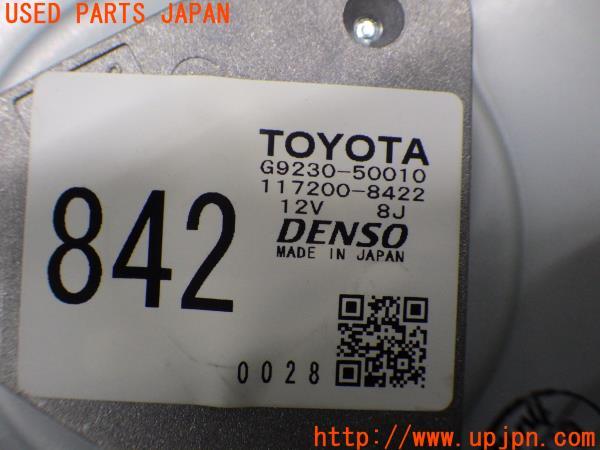 USED PARTS JAPAN
TOYOTA
G9230-50010
117200-8422
12V 8J
DENSO
MADE IN JAPAN
842
0028
http://www.upjpn.com